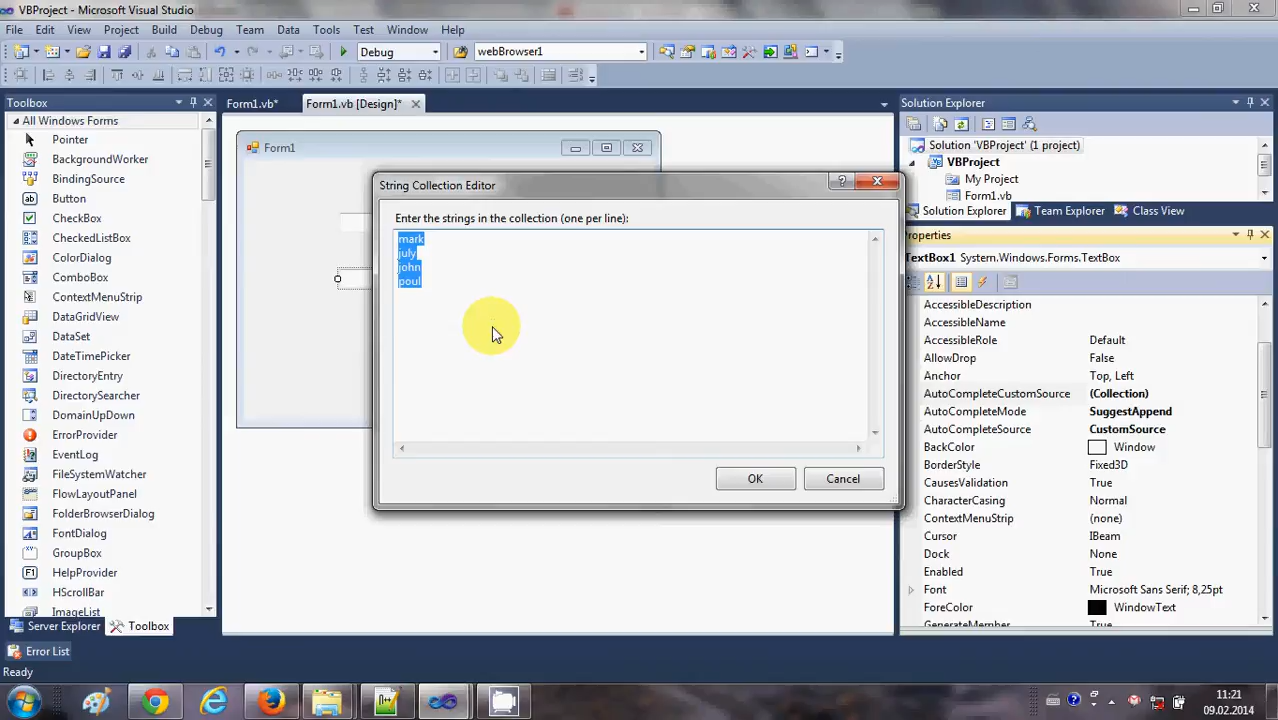 VBProject - Microsoft Visual Studio
File Edit View Project Build Debug Team Data Tools Test Window Help
Debug webBrowser1
Toolbox
All Windows Forms
Pointer
BackgroundWorker
BindingSource
Button
CheckBox
CheckedListBox
ColorDialog
ComboBox
ContextMenuStrip
DataGridView
DataSet
DateTimePicker
DirectoryEntry
DirectorySearcher
DomainUpDown
ErrorProvider
EventLog
FileSystemWatcher
FlowLayoutPanel
FolderBrowserDialog
FontDialog
GroupBox
HelpProvider
HScrollBar
ImageList
Server Explorer Toolbox
Error List
Ready
Form1.vb* Form1.vb [Design]*
Form1
String Collection Editor
Enter the strings in the collection (one per line):
mark
july
john
poul
OK Cancel
Solution Explorer
Solution 'VBProject' (1 project)
VBProject
My Project
Form1.vb
Solution Explorer Team Explorer Class View
Properties
TextBox1 System.Windows.Forms.TextBox
AccessibleDescription
AccessibleName
AccessibleRole Default
AllowDrop False
Anchor Top, Left
AutoCompleteCustomSource (Collection)
AutoCompleteMode SuggestAppend
AutoCompleteSource CustomSource
BackColor Window
BorderStyle Fixed3D
CausesValidation True
CharacterCasing Normal
ContextMenuStrip (none)
Cursor IBeam
Dock None
Enabled True
Font Microsoft Sans Serif; 8,25pt
ForeColor WindowText
GenerateMember True
11:21
09.02.2014